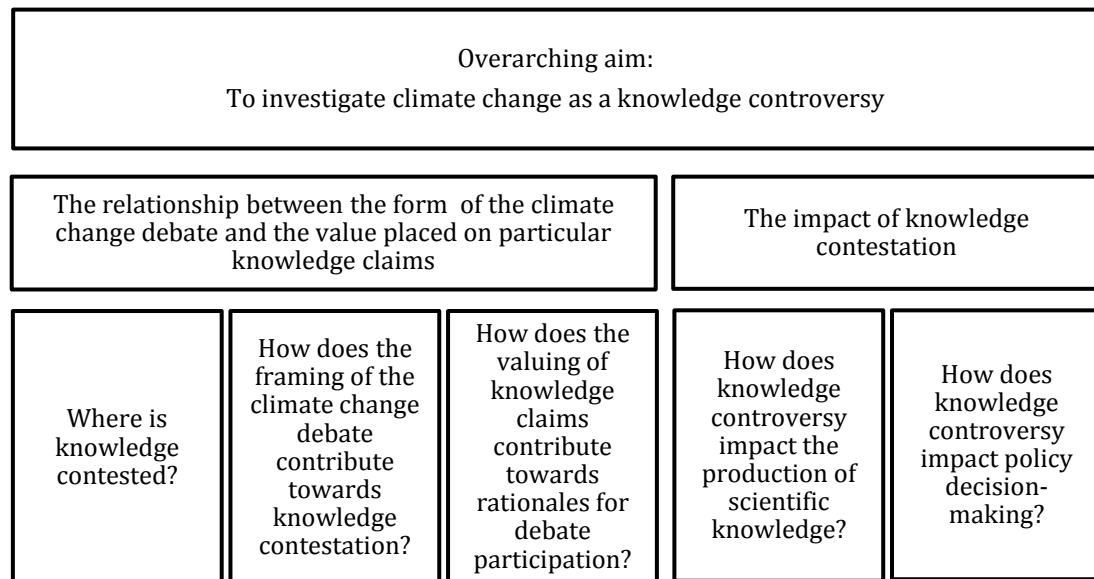 Overarching aim:
To investigate climate change as a knowledge controversy
The relationship between the form  of the climate
change debate and the value placed on particular
knowledge claims
The impact of knowledge
contestation
Where is
knowledge
contested?
How does the
framing of the
climate change
debate
contribute
towards
knowledge
contestation?
How does the
valuing of
knowledge
claims
contribute
towards
rationales for
debate
participation?
How does
knowledge
controversy
impact the
production of
scientific
knowledge?
How does
knowledge
controversy
impact policy
decision-
making?